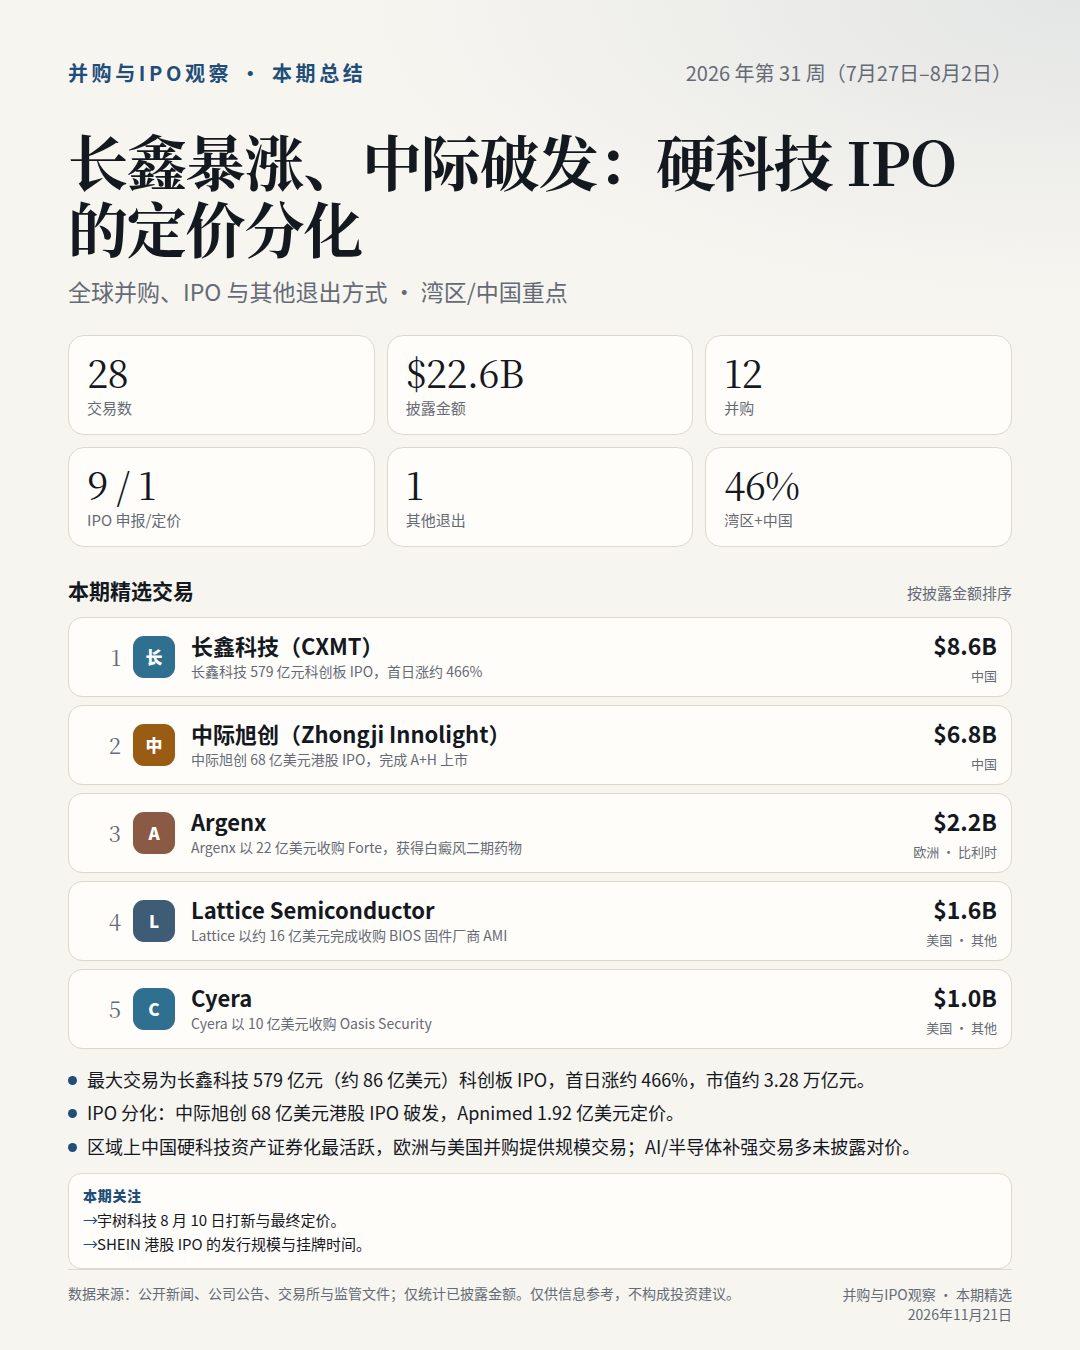 并购与IPO观察 · 本期总结
2026 年第 31 周（7月27日–8月2日）
长鑫暴涨、中际破发：硬科技 IPO
的定价分化
全球并购、IPO 与其他退出方式 · 湾区/中国重点
28
交易数
$22.6B
披露金额
12
并购
9 / 1
IPO 申报/定价
1
其他退出
46%
湾区+中国
本期精选交易
按披露金额排序
1
长
长鑫科技（CXMT）
长鑫科技 579 亿元科创板 IPO，首日涨约 466%
$8.6B
中国
2
中
中际旭创（Zhongji Innolight）
中际旭创 68 亿美元港股 IPO，完成 A+H 上市
$6.8B
中国
3
A
Argenx
Argenx 以 22 亿美元收购 Forte，获得白癜风二期药物
$2.2B
欧洲 · 比利时
4
L
Lattice Semiconductor
Lattice 以约 16 亿美元完成收购 BIOS 固件厂商 AMI
$1.6B
美国 · 其他
5
C
Cyera
Cyera 以 10 亿美元收购 Oasis Security
$1.0B
美国 · 其他
最大交易为长鑫科技 579 亿元（约 86 亿美元）科创板 IPO，首日涨约 466%，市值约 3.28 万亿元。
IPO 分化：中际旭创 68 亿美元港股 IPO 破发，Apnimed 1.92 亿美元定价。
区域上中国硬科技资产证券化最活跃，欧洲与美国并购提供规模交易；AI/半导体补强交易多未披露对价。
本期关注
→宇树科技 8 月 10 日打新与最终定价。
→SHEIN 港股 IPO 的发行规模与挂牌时间。
数据来源：公开新闻、公司公告、交易所与监管文件；仅统计已披露金额。仅供信息参考，不构成投资建议。
并购与IPO观察 · 本期精选
2026年11月21日